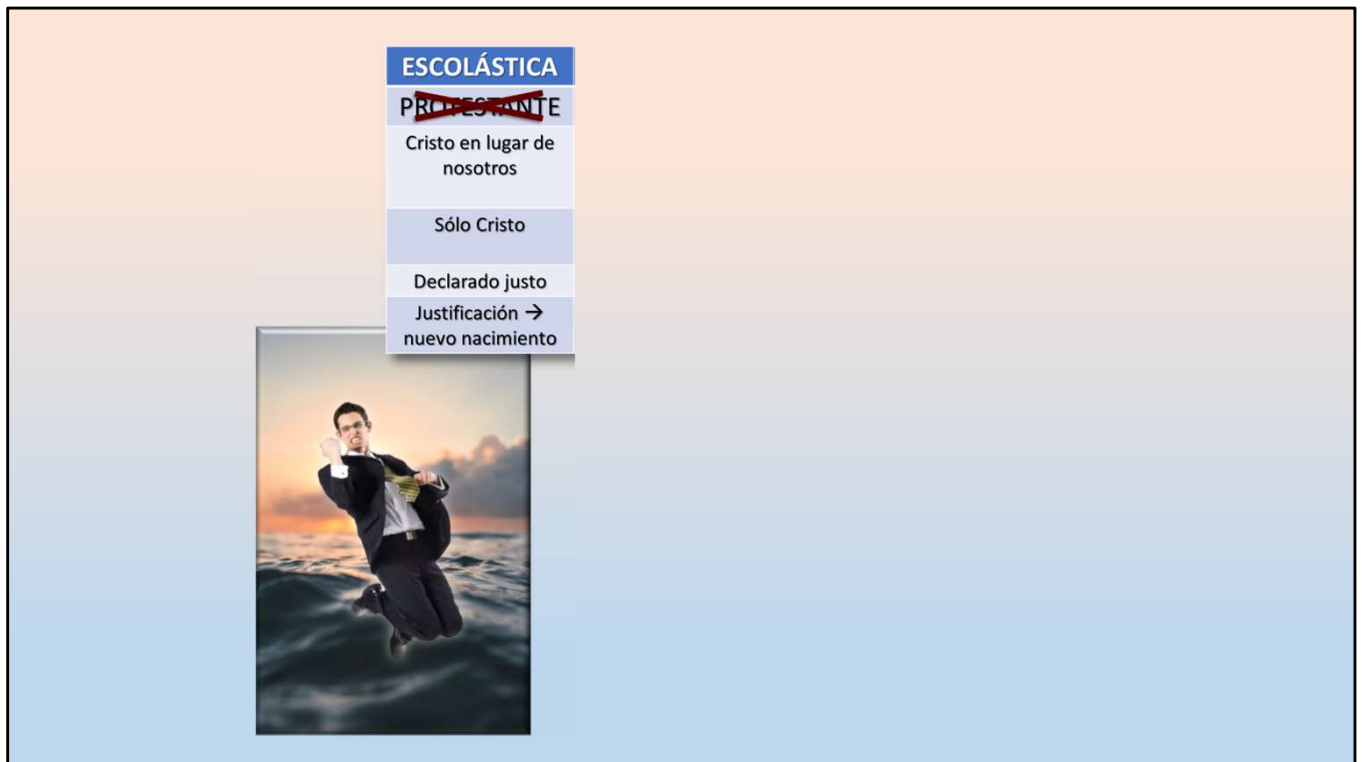 ESCOLÁSTICA
PROTESTANTE
Cristo en lugar de
nosotros
Sólo Cristo
Declarado justo
Justificación →
nuevo nacimiento